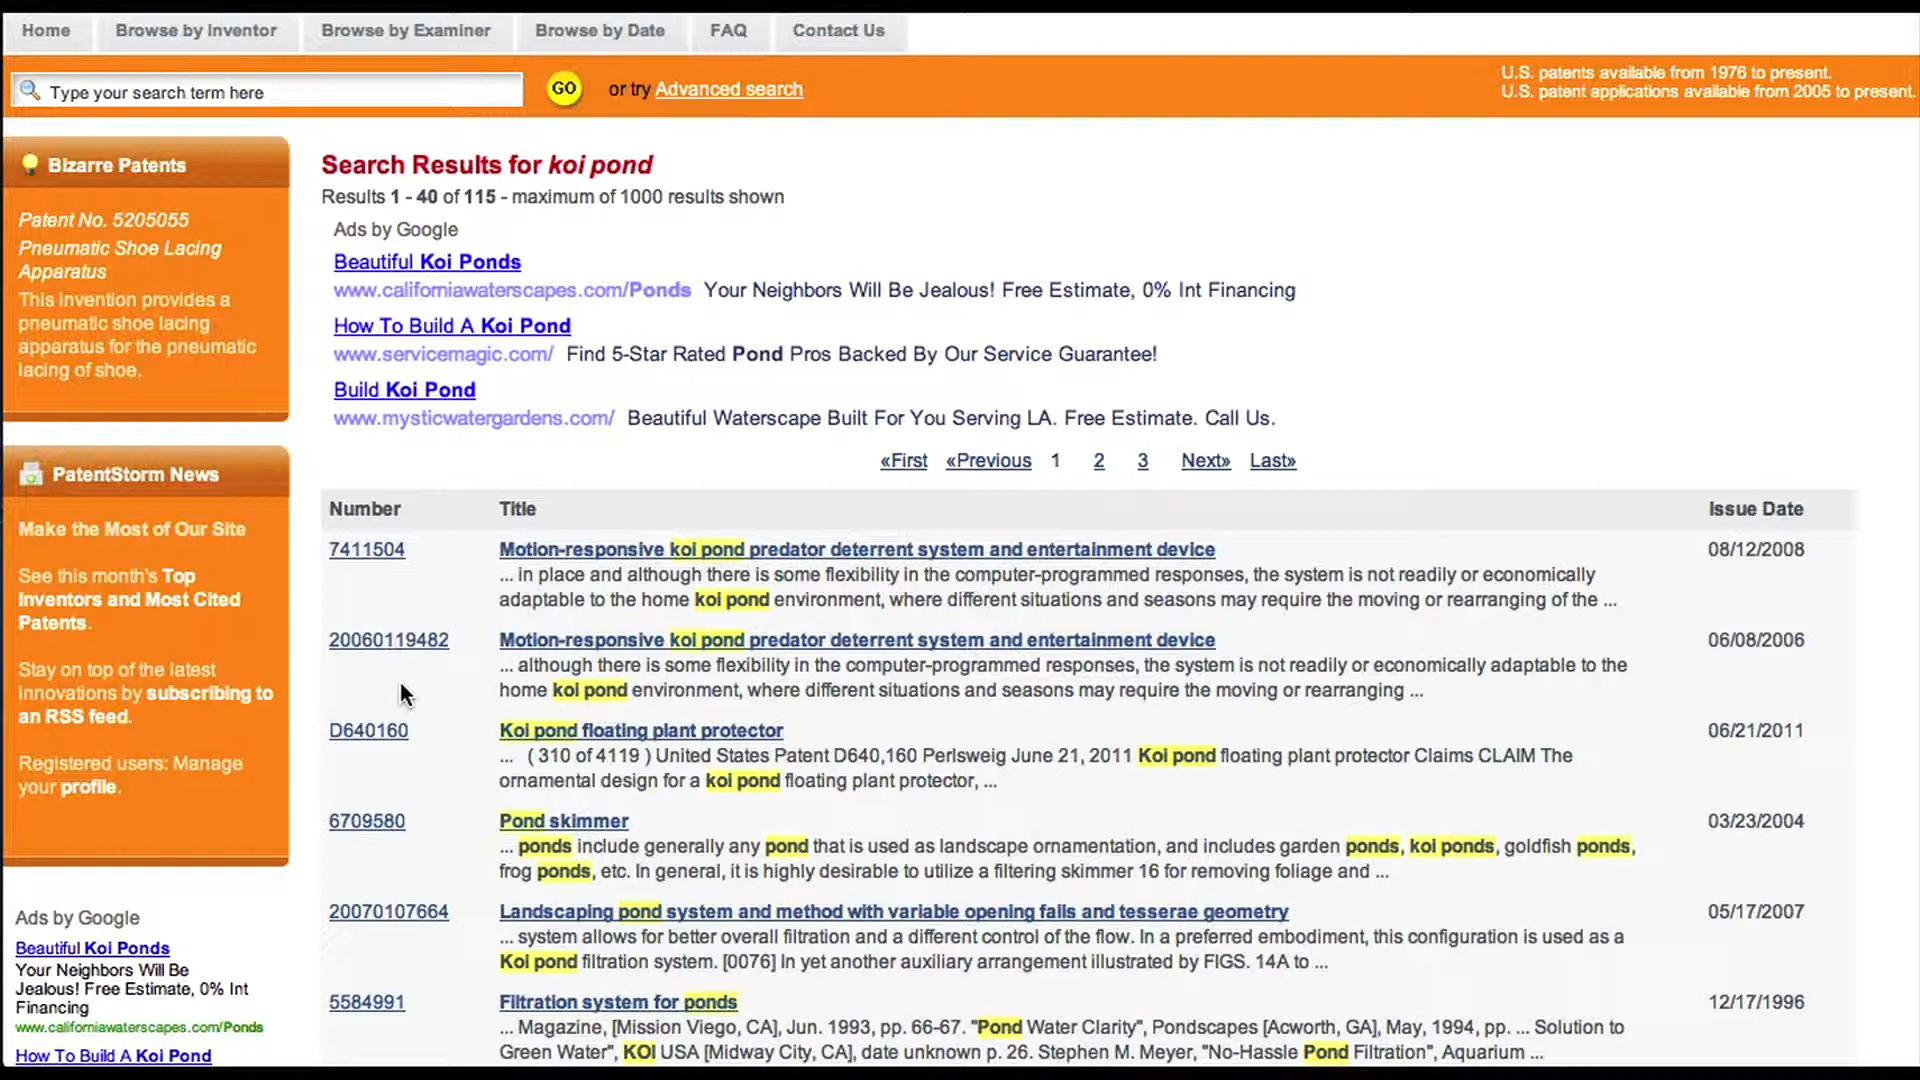 Home
Browse by Inventor
Browse by Examiner
Browse by Date
FAQ
Contact Us
Type your search term here
GO
or try Advanced search
U.S. patents available from 1976 to present.
U.S. patent applications available from 2005 to present.
Bizarre Patents
Patent No. 5205055
Pneumatic Shoe Lacing
Apparatus
This invention provides a
pneumatic shoe lacing
apparatus for the pneumatic
lacing of shoe.
PatentStorm News
Make the Most of Our Site
See this month's Top
Inventors and Most Cited
Patents.
Stay on top of the latest
innovations by subscribing to
an RSS feed.
Registered users: Manage
your profile.
Ads by Google
Beautiful Koi Ponds
Your Neighbors Will Be
Jealous! Free Estimate, 0% Int
Financing
www.californiawaterscapes.com/Ponds
How To Build A Koi Pond
Search Results for koi pond
Results 1 - 40 of 115 - maximum of 1000 results shown
Ads by Google
Beautiful Koi Ponds
www.californiawaterscapes.com/Ponds Your Neighbors Will Be Jealous! Free Estimate, 0% Int Financing
How To Build A Koi Pond
www.servicemagic.com/ Find 5-Star Rated Pond Pros Backed By Our Service Guarantee!
Build Koi Pond
www.mysticwatergardens.com/ Beautiful Waterscape Built For You Serving LA. Free Estimate. Call Us.
«First «Previous 1 2 3 Next» Last»
Number Title Issue Date
7411504 Motion-responsive koi pond predator deterrent system and entertainment device 08/12/2008
... in place and although there is some flexibility in the computer-programmed responses, the system is not readily or economically
adaptable to the home koi pond environment, where different situations and seasons may require the moving or rearranging of the ...
20060119482 Motion-responsive koi pond predator deterrent system and entertainment device 06/08/2006
... although there is some flexibility in the computer-programmed responses, the system is not readily or economically adaptable to the
home koi pond environment, where different situations and seasons may require the moving or rearranging ...
D640160 Koi pond floating plant protector 06/21/2011
... ( 310 of 4119 ) United States Patent D640,160 Perlsweig June 21, 2011 Koi pond floating plant protector Claims CLAIM The
ornamental design for a koi pond floating plant protector, ...
6709580 Pond skimmer 03/23/2004
... ponds include generally any pond that is used as landscape ornamentation, and includes garden ponds, koi ponds, goldfish ponds,
frog ponds, etc. In general, it is highly desirable to utilize a filtering skimmer 16 for removing foliage and ...
20070107664 Landscaping pond system and method with variable opening falls and tesserae geometry 05/17/2007
... system allows for better overall filtration and a different control of the flow. In a preferred embodiment, this configuration is used as a
Koi pond filtration system. [0076] In yet another auxiliary arrangement illustrated by FIGS. 14A to ...
5584991 Filtration system for ponds 12/17/1996
... Magazine, [Mission Viego, CA], Jun. 1993, pp. 66-67. "Pond Water Clarity", Pondscapes [Acworth, GA], May, 1994, pp. ... Solution to
Green Water", KOI USA [Midway City, CA], date unknown p. 26. Stephen M. Meyer, "No-Hassle Pond Filtration", Aquarium ...